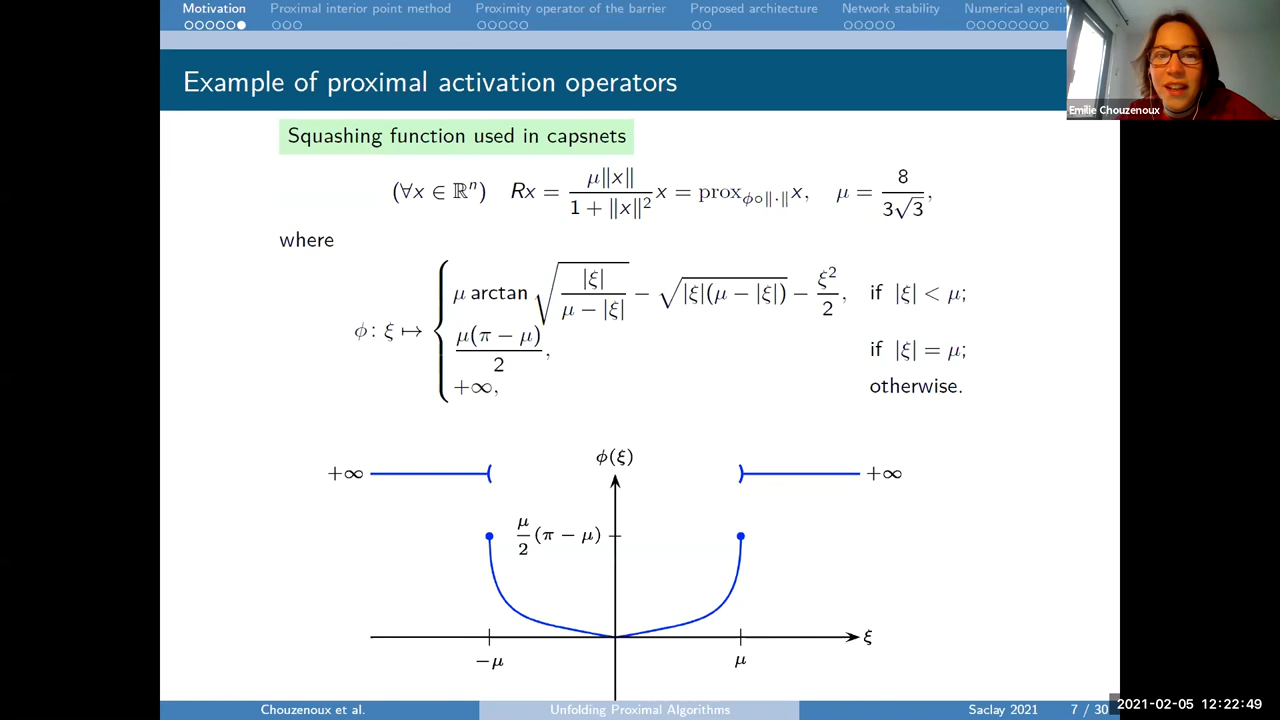 Motivation Proximal interior point method Proximity operator of the barrier Proposed architecture Network stability Numerical experim
Example of proximal activation operators
Emilie Chouzenoux
Squashing function used in capsnets
(∀x ∈ ℝⁿ) Rx = μ‖x‖ / (1 + ‖x‖²) x = prox_{φ∘‖·‖} x, μ = 8 / (3√3),
where
φ: ξ ↦ { μ arctan √(|ξ| / (μ − |ξ|)) − √(|ξ|(μ − |ξ|)) − ξ²/2, if |ξ| < μ;
μ(π − μ) / 2, if |ξ| = μ;
+∞, otherwise.
φ(ξ)
+∞ +∞
μ/2 (π − μ)
ξ
−μ μ
Chouzenoux et al. Unfolding Proximal Algorithms Saclay 2021 7 / 30
2021-02-05 12:22:49